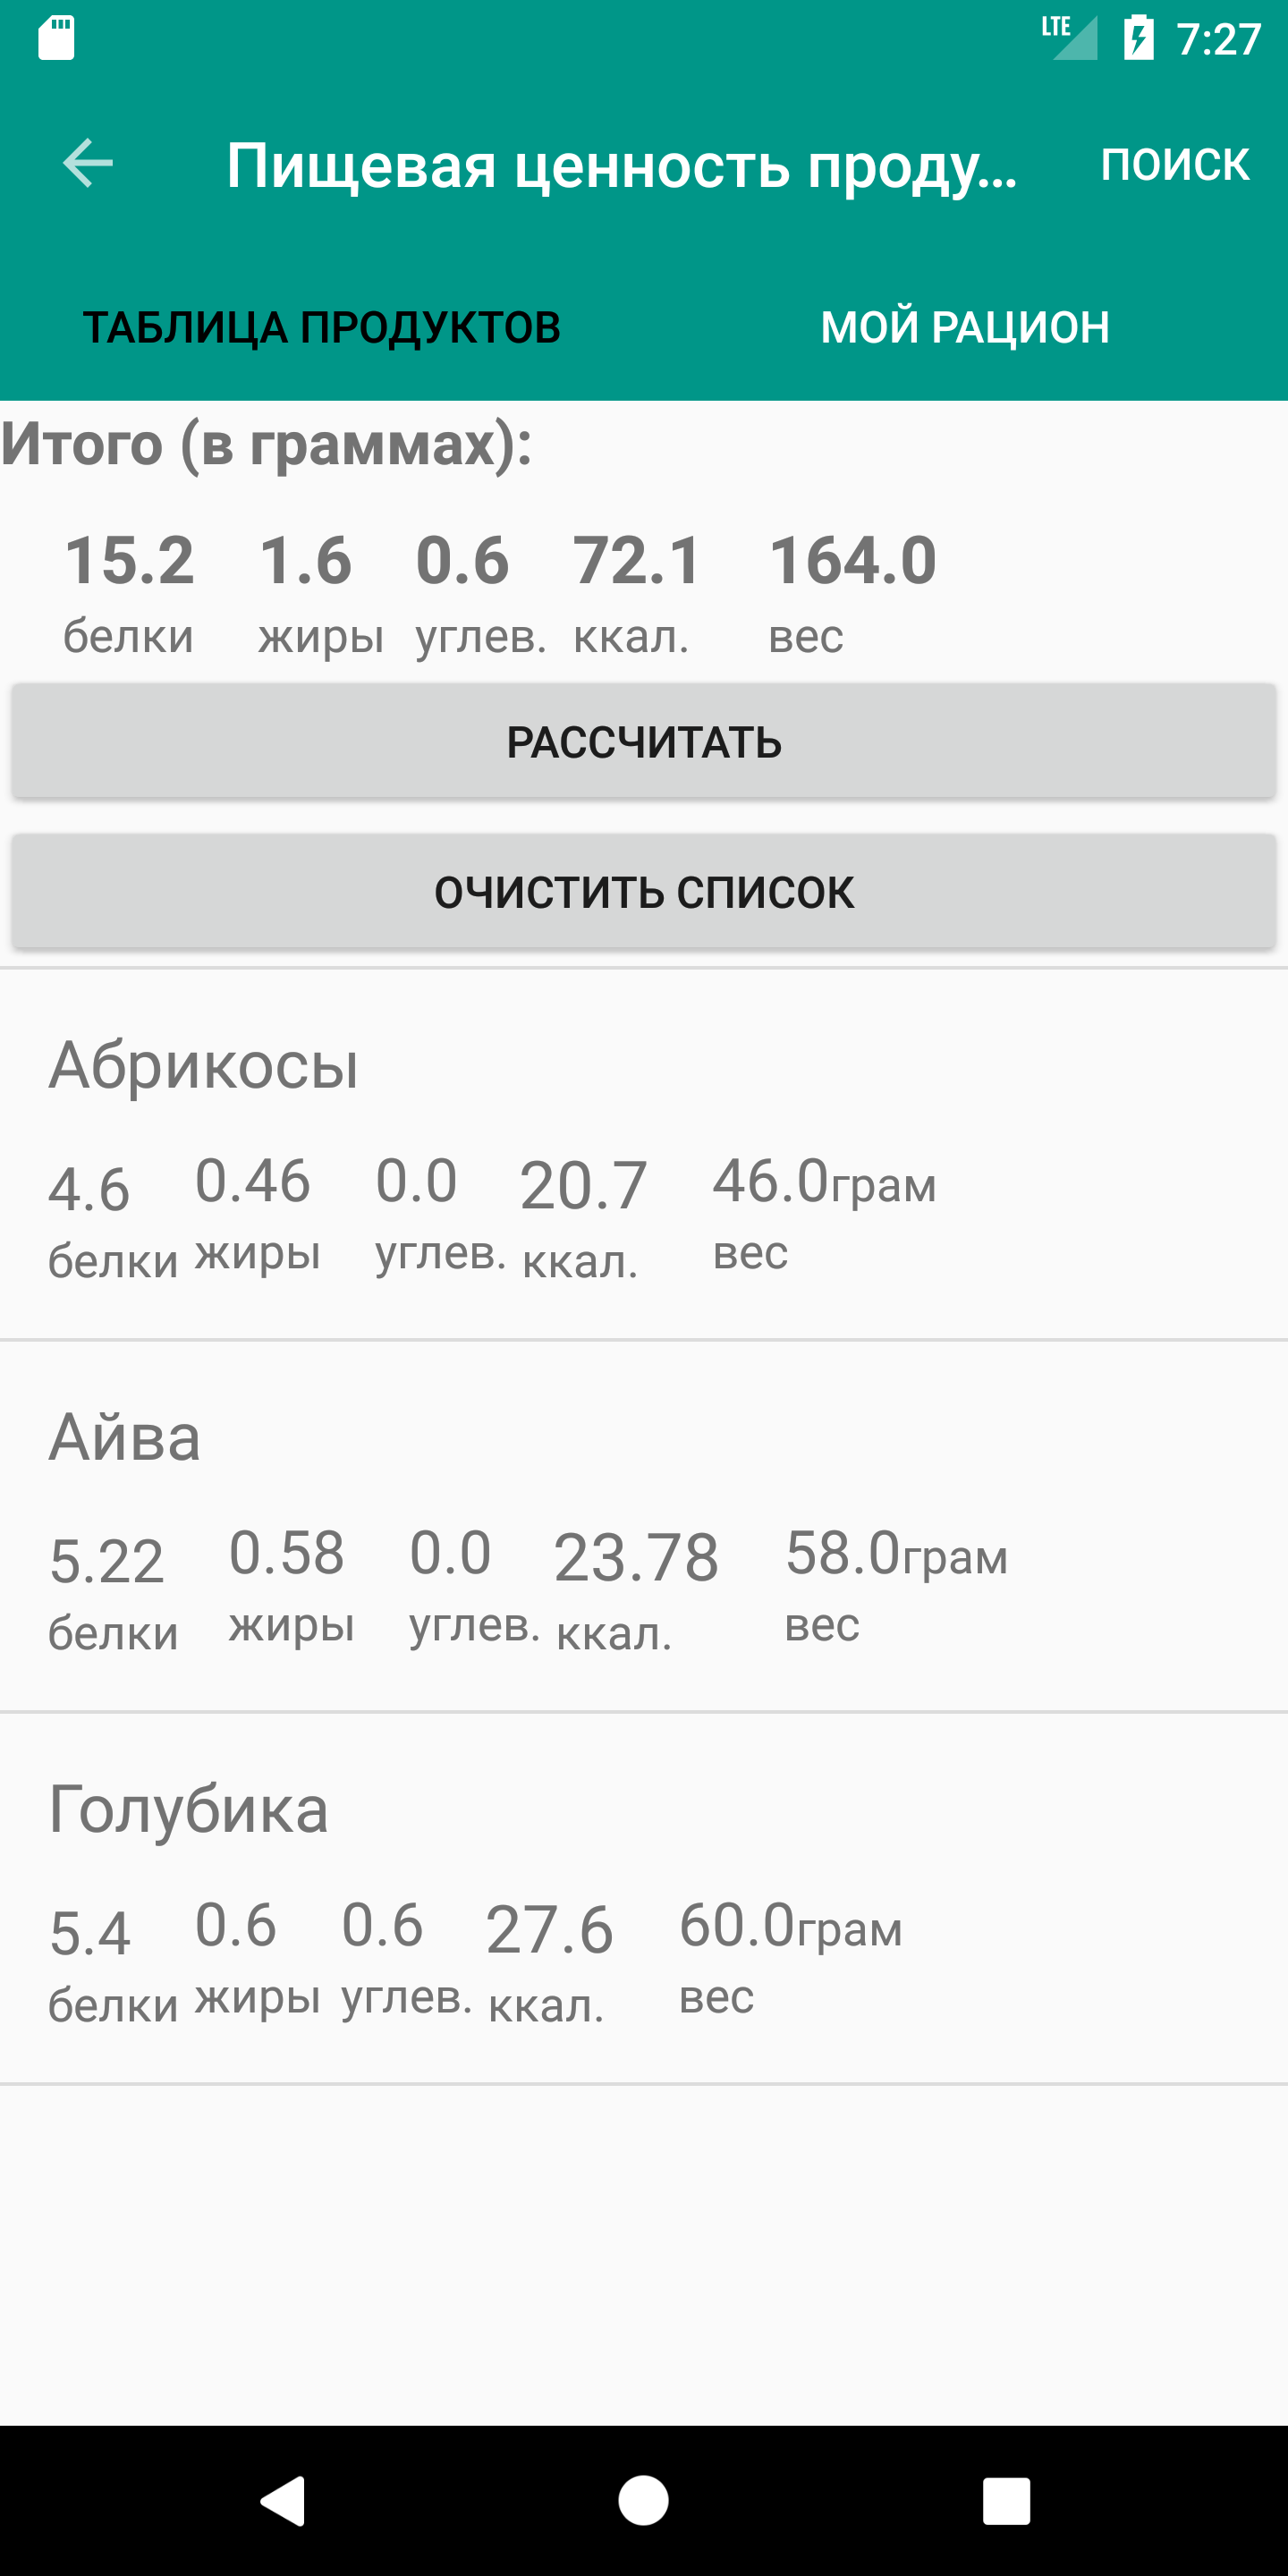 LTE 7:27
Пищевая ценность проду... ПОИСК
ТАБЛИЦА ПРОДУКТОВ МОЙ РАЦИОН
Итого (в граммах):
15.2 1.6 0.6 72.1 164.0
белки жиры углев. ккал. вес
РАССЧИТАТЬ
ОЧИСТИТЬ СПИСОК
Абрикосы
4.6 0.46 0.0 20.7 46.0грам
белки жиры углев. ккал. вес
Айва
5.22 0.58 0.0 23.78 58.0грам
белки жиры углев. ккал. вес
Голубика
5.4 0.6 0.6 27.6 60.0грам
белки жиры углев. ккал. вес